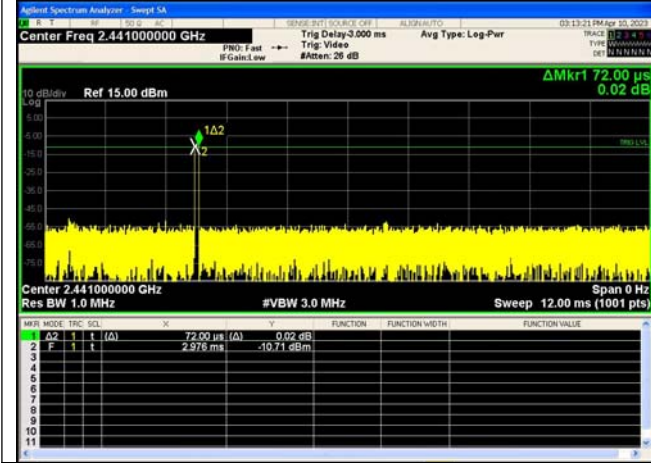 Agilent Spectrum Analyzer - Swept SA
R T RF 50 Ω AC SENSE:INT SOURCE OFF ALIGN AUTO 03:13:21 PM Apr 10, 2023
Center Freq 2.441000000 GHz Trig Delay-3.000 ms Avg Type: Log-Pwr TRACE 1 2 3 4 5
PNO: Fast Trig: Video TYPE
IFGain:Low #Atten: 26 dB DET N N N N N
ΔMkr1 72.00 µs
10 dB/div Ref 15.00 dBm 0.02 dB
Log
5.00
1Δ2
-5.00
TRIG LVL
X2
-15.0
-25.0
-35.0
-45.0
-55.0
-65.0
-75.0
Center 2.441000000 GHz Span 0 Hz
Res BW 1.0 MHz #VBW 3.0 MHz Sweep 12.00 ms (1001 pts)
MKR MODE TRC SCL X Y FUNCTION FUNCTION WIDTH FUNCTION VALUE
1 Δ2 1 t (Δ) 72.00 µs (Δ) 0.02 dB
2 F 1 t 2.976 ms -10.71 dBm
3
4
5
6
7
8
9
10
11